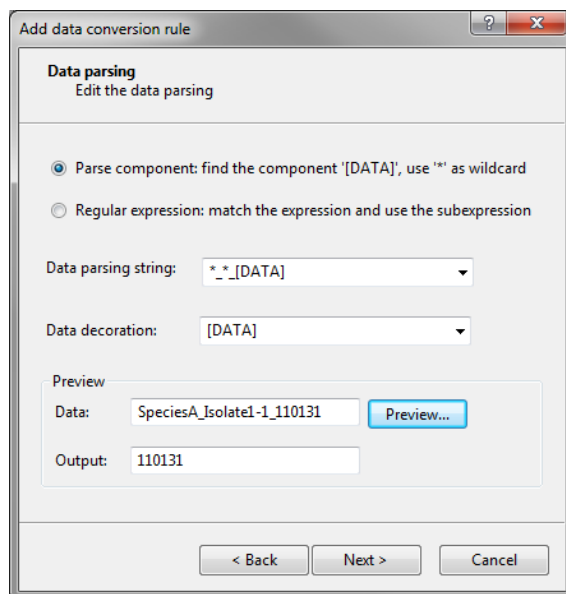 Add data conversion rule
Data parsing
Edit the data parsing
Parse component: find the component '[DATA]', use '*' as wildcard
Regular expression: match the expression and use the subexpression
Data parsing string: *_*_[DATA]
Data decoration: [DATA]
Preview
Data: SpeciesA_Isolate1-1_110131 Preview...
Output: 110131
< Back Next > Cancel